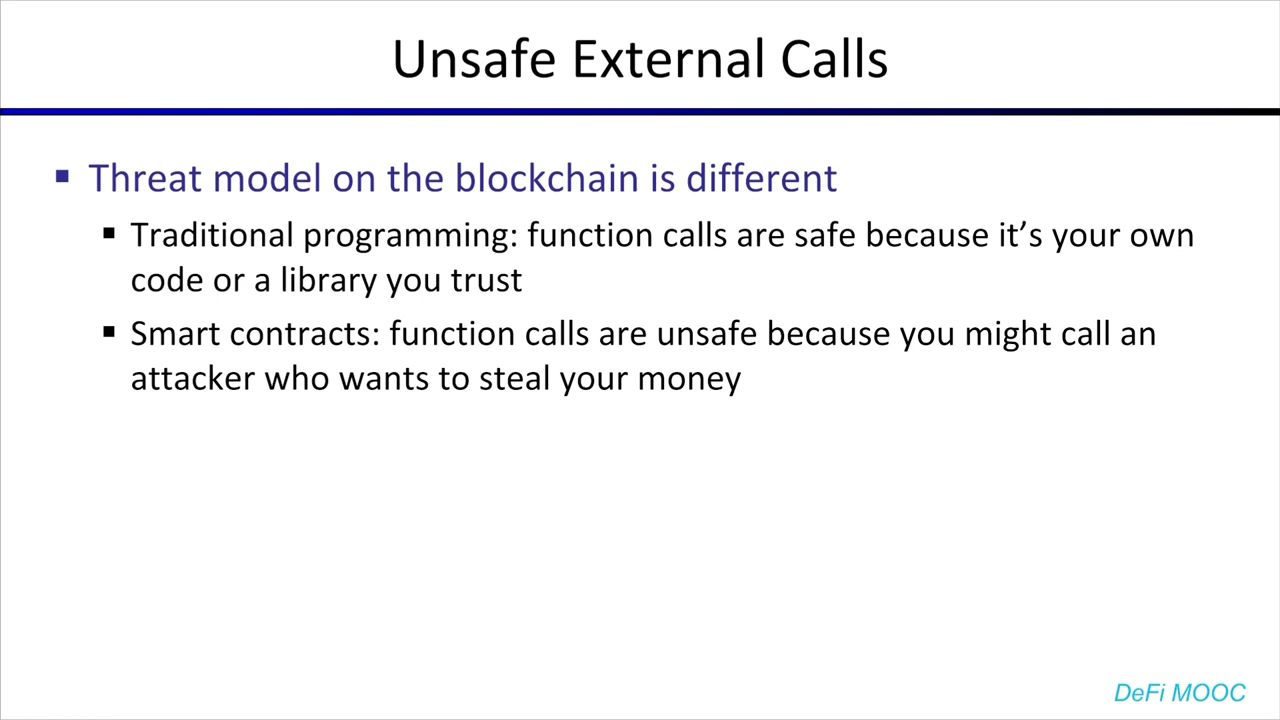 Unsafe External Calls
Threat model on the blockchain is different
Traditional programming: function calls are safe because it’s your own
code or a library you trust
Smart contracts: function calls are unsafe because you might call an
attacker who wants to steal your money
DeFi MOOC